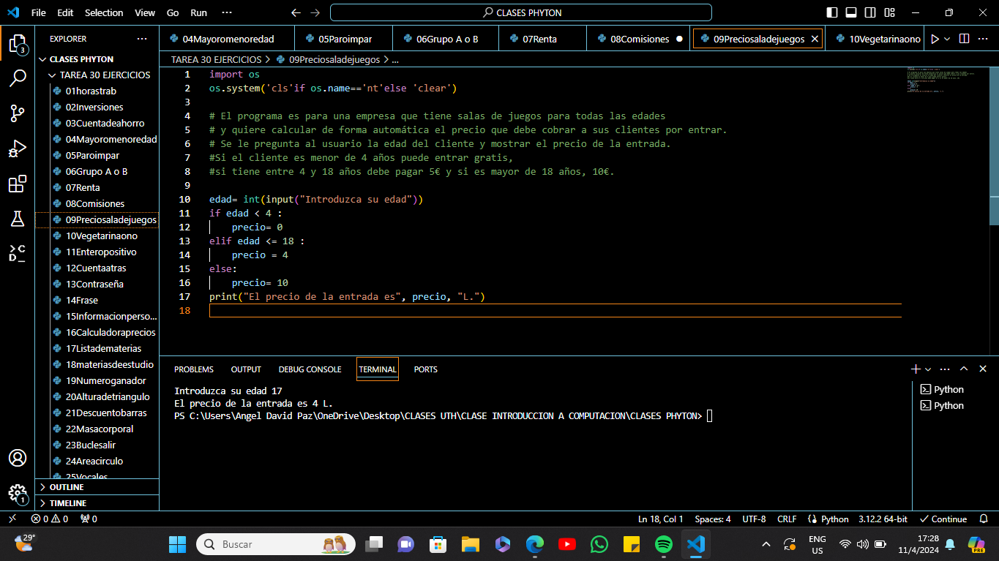 File Edit Selection View Go Run ··· CLASES PHYTON
EXPLORER ···
CLASES PHYTON
TAREA 30 EJERCICIOS
01horastrab
02Inversiones
03Cuentadeahorro
04Mayoromenoredad
05Paroimpar
06Grupo A o B
07Renta
08Comisiones
09Preciosaladejuegos
10Vegetarinaono
11Enteropositivo
12Cuentaatras
13Contraseña
14Frase
15Informacionperso...
16Calculadoraprecios
17Listadematerias
18materiasdeestudio
19Numeroganador
20Alturadetriangulo
21Descuentobarras
22Masacorporal
23Buclesalir
24Areacirculo
25Vocales
OUTLINE
TIMELINE
3
1
04Mayoromenoredad 05Paroimpar 06Grupo A o B 07Renta 08Comisiones 09Preciosaladejuegos 10Vegetarinaono ···
TAREA 30 EJERCICIOS > 09Preciosaladejuegos > ...
1 import os
2 os.system('cls'if os.name=='nt'else 'clear')
3
4 # El programa es para una empresa que tiene salas de juegos para todas las edades
5 # y quiere calcular de forma automática el precio que debe cobrar a sus clientes por entrar.
6 # Se le pregunta al usuario la edad del cliente y mostrar el precio de la entrada.
7 #Si el cliente es menor de 4 años puede entrar gratis,
8 #si tiene entre 4 y 18 años debe pagar 5€ y si es mayor de 18 años, 10€.
9
10 edad= int(input("Introduzca su edad"))
11 if edad < 4 :
12 precio= 0
13 elif edad <= 18 :
14 precio = 4
15 else:
16 precio= 10
17 print("El precio de la entrada es", precio, "L.")
18
PROBLEMS OUTPUT DEBUG CONSOLE TERMINAL PORTS
Introduzca su edad 17
El precio de la entrada es 4 L.
PS C:\Users\Angel David Paz\OneDrive\Desktop\CLASES UTH\CLASE INTRODUCCION A COMPUTACION\CLASES PHYTON>
Python
Python
0 0 0 Ln 18, Col 1 Spaces: 4 UTF-8 CRLF Python 3.12.2 64-bit Continue
29° Buscar ENG US 17:28 11/4/2024 PRE